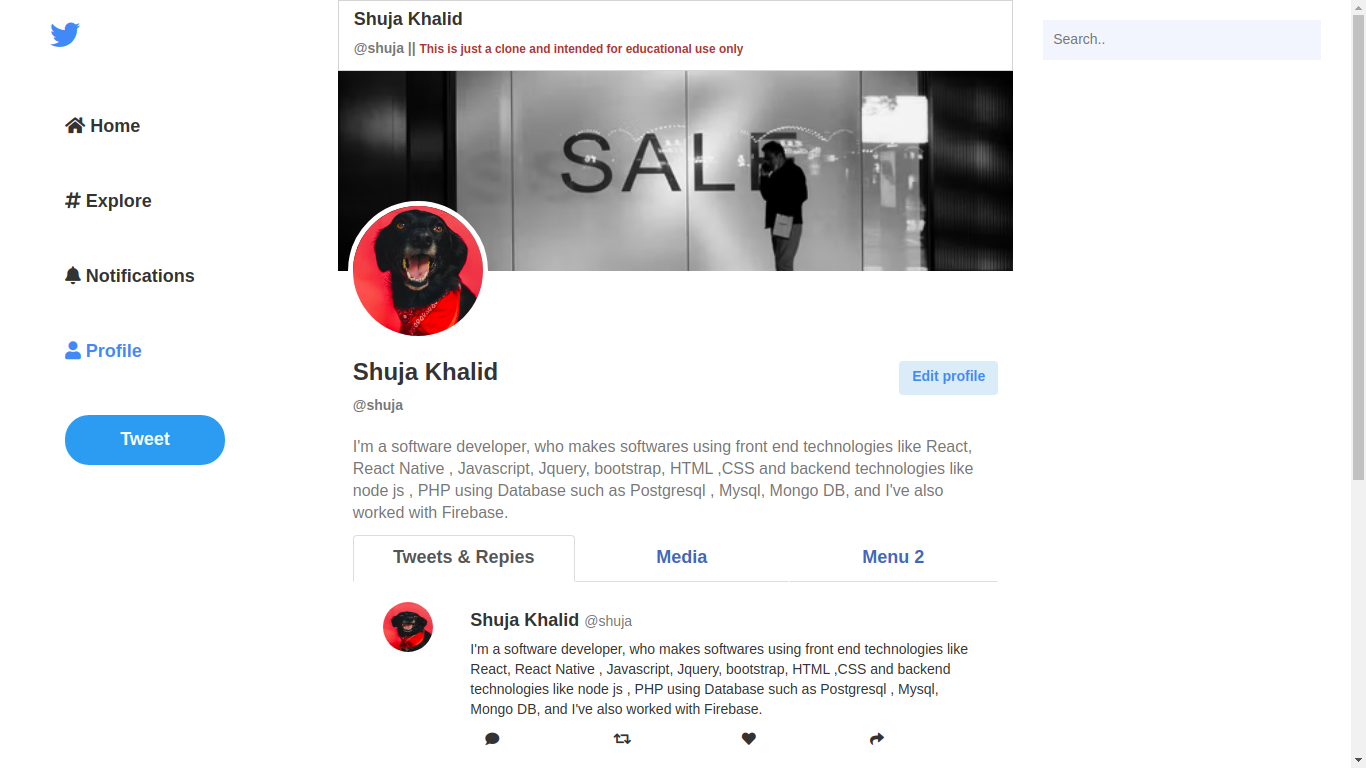 Shuja Khalid
@shuja || This is just a clone and intended for educational use only
Search..
Home
Explore
Notifications
Profile
Tweet
SALE
Shuja Khalid
Edit profile
@shuja
I'm a software developer, who makes softwares using front end technologies like React,
React Native , Javascript, Jquery, bootstrap, HTML ,CSS and backend technologies like
node js , PHP using Database such as Postgresql , Mysql, Mongo DB, and I've also
worked with Firebase.
Tweets & Repies
Media
Menu 2
Shuja Khalid @shuja
I'm a software developer, who makes softwares using front end technologies like
React, React Native , Javascript, Jquery, bootstrap, HTML ,CSS and backend
technologies like node js , PHP using Database such as Postgresql , Mysql,
Mongo DB, and I've also worked with Firebase.